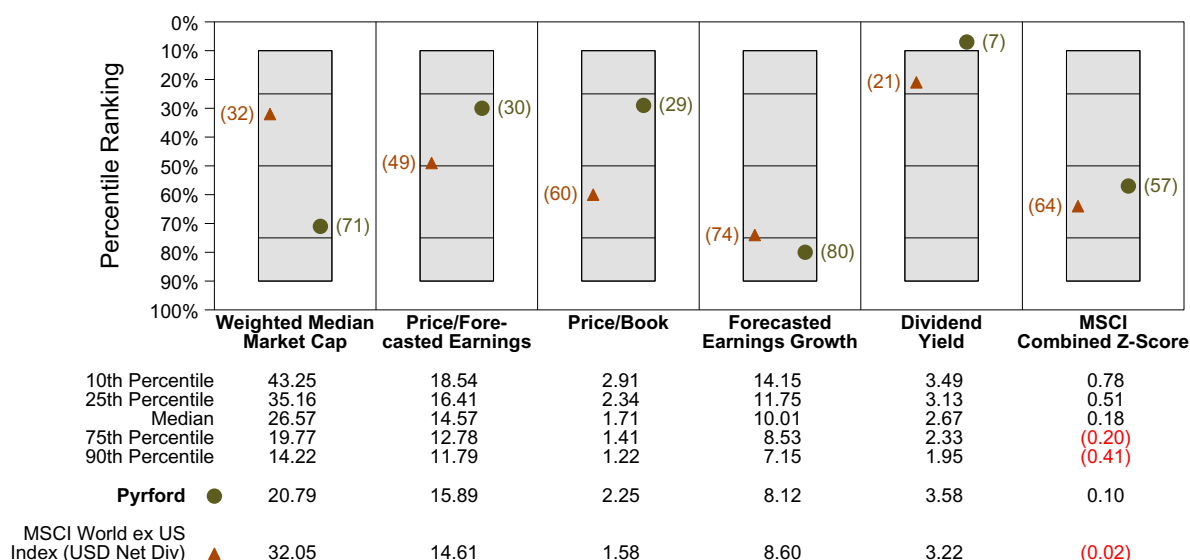 0%
10%
20%
30%
40%
50%
60%
70%
80%
90%
100%
Percentile Ranking
(32)
(71)
(49)
(30)
(60)
(29)
(74)
(80)
(21)
(7)
(64)
(57)
Weighted Median
Market Cap
Price/Fore-
casted Earnings
Price/Book
Forecasted
Earnings Growth
Dividend
Yield
MSCI
Combined Z-Score
10th Percentile 43.25 18.54 2.91 14.15 3.49 0.78
25th Percentile 35.16 16.41 2.34 11.75 3.13 0.51
Median 26.57 14.57 1.71 10.01 2.67 0.18
75th Percentile 19.77 12.78 1.41 8.53 2.33 (0.20)
90th Percentile 14.22 11.79 1.22 7.15 1.95 (0.41)
Pyrford 20.79 15.89 2.25 8.12 3.58 0.10
MSCI World ex US
Index (USD Net Div) 32.05 14.61 1.58 8.60 3.22 (0.02)